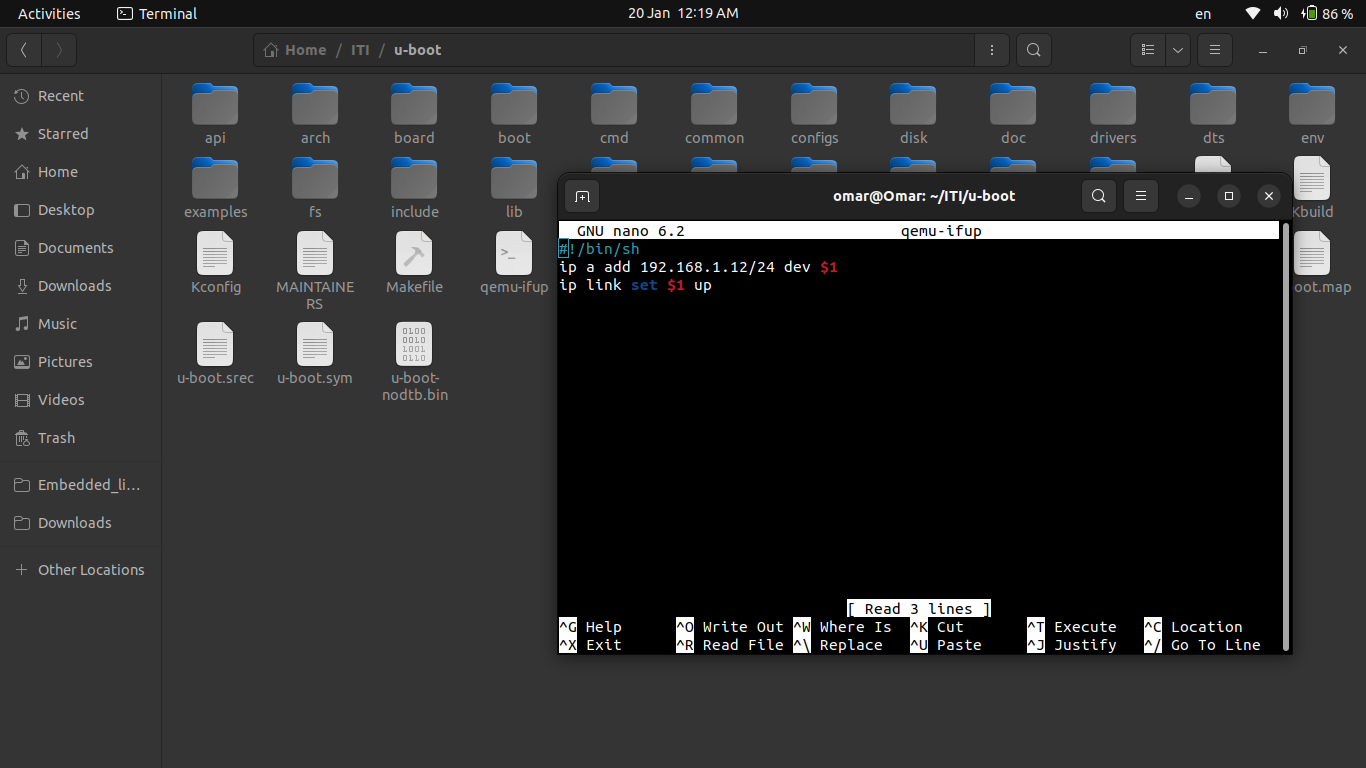 Activities Terminal 20 Jan 12:19 AM en 86 %
Home / ITI / u-boot
Recent
Starred
Home
Desktop
Documents
Downloads
Music
Pictures
Videos
Trash
Embedded_li...
Downloads
Other Locations
api arch board boot cmd common configs disk doc drivers dts env
examples fs include lib Kbuild
Kconfig MAINTAINE
RS Makefile qemu-ifup oot.map
u-boot.srec u-boot.sym u-boot-
nodtb.bin
omar@Omar: ~/ITI/u-boot
GNU nano 6.2 qemu-ifup
#!/bin/sh
ip a add 192.168.1.12/24 dev $1
ip link set $1 up
[ Read 3 lines ]
^G Help ^O Write Out ^W Where Is ^K Cut ^T Execute ^C Location
^X Exit ^R Read File ^\ Replace ^U Paste ^J Justify ^/ Go To Line